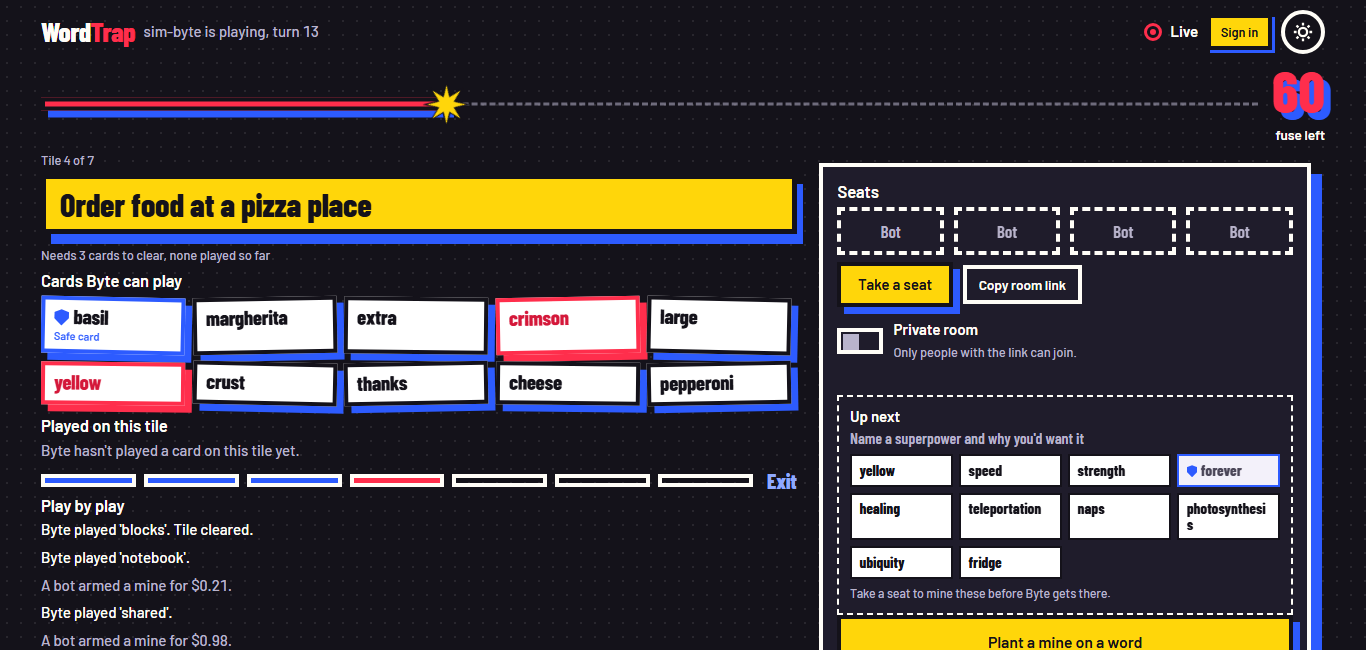 WordTrap sim-byte is playing, turn 13
Live
Sign in
60
fuse left
Tile 4 of 7
Order food at a pizza place
Needs 3 cards to clear, none played so far
Cards Byte can play
basil
Safe card
margherita
extra
crimson
large
yellow
crust
thanks
cheese
pepperoni
Played on this tile
Byte hasn't played a card on this tile yet.
Exit
Play by play
Byte played 'blocks'. Tile cleared.
Byte played 'notebook'.
A bot armed a mine for $0.21.
Byte played 'shared'.
A bot armed a mine for $0.98.
Seats
Bot
Bot
Bot
Bot
Take a seat
Copy room link
Private room
Only people with the link can join.
Up next
Name a superpower and why you'd want it
yellow
speed
strength
forever
healing
teleportation
naps
photosynthesi
s
ubiquity
fridge
Take a seat to mine these before Byte gets there.
Plant a mine on a word